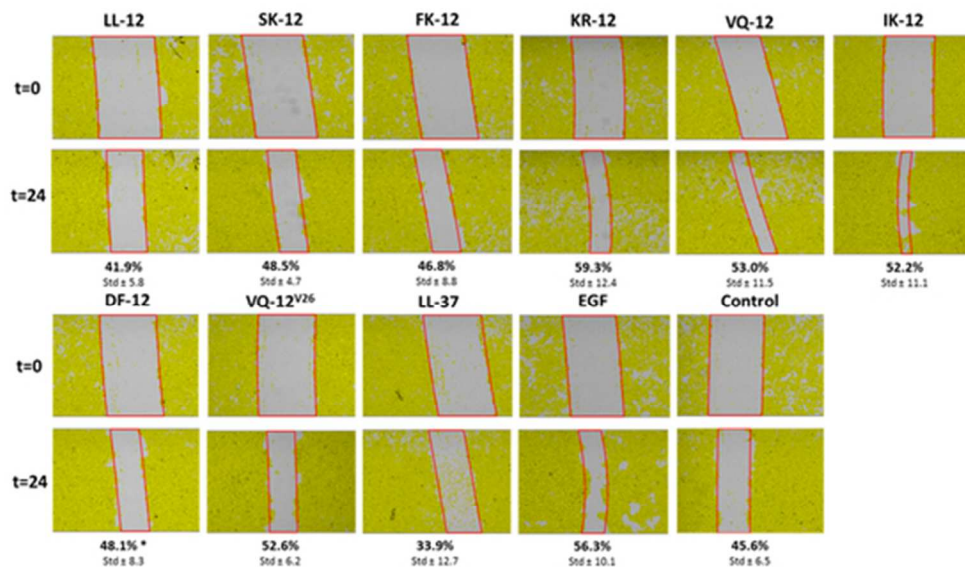 LL-12 SK-12 FK-12 KR-12 VQ-12 IK-12
t=0
t=24
41.9% 48.5% 46.8% 59.3% 53.0% 52.2%
Std ± 5.8 Std ± 4.7 Std ± 8.8 Std ± 12.4 Std ± 11.5 Std ± 11.1
DF-12 VQ-12V26 LL-37 EGF Control
t=0
t=24
48.1% * 52.6% 33.9% 56.3% 45.6%
Std ± 8.3 Std ± 6.2 Std ± 12.7 Std ± 10.1 Std ± 6.5